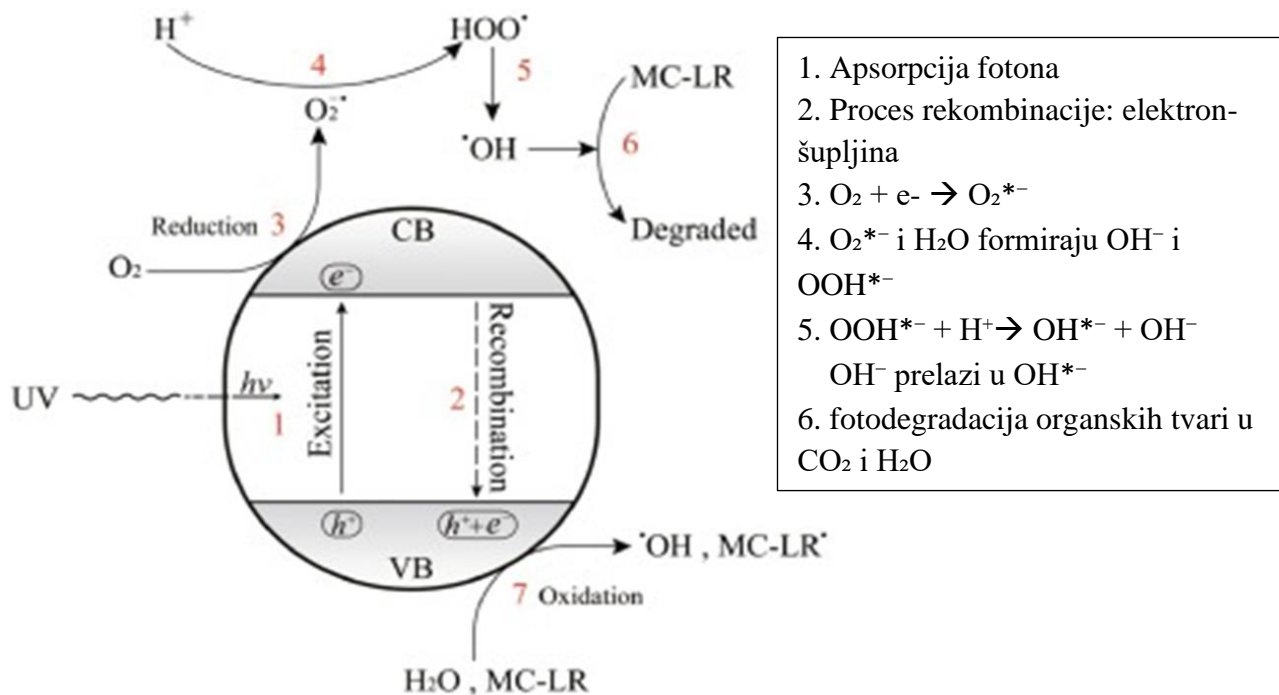 H⁺
HOO•
4
5
MC-LR
O₂⁻•
•OH
6
Reduction 3
CB
Degraded
O₂
e⁻
UV
hv
1
Excitation
2
Recombination
h⁺
h⁺+e⁻
VB
•OH , MC-LR•
7 Oxidation
H₂O , MC-LR
1. Apsorpcija fotona
2. Proces rekombinacije: elektron-
šupljina
3. O₂ + e- → O₂*⁻
4. O₂*⁻ i H₂O formiraju OH⁻ i
OOH*⁻
5. OOH*⁻ + H⁺→ OH*⁻ + OH⁻
OH⁻ prelazi u OH*⁻
6. fotodegradacija organskih tvari u
CO₂ i H₂O